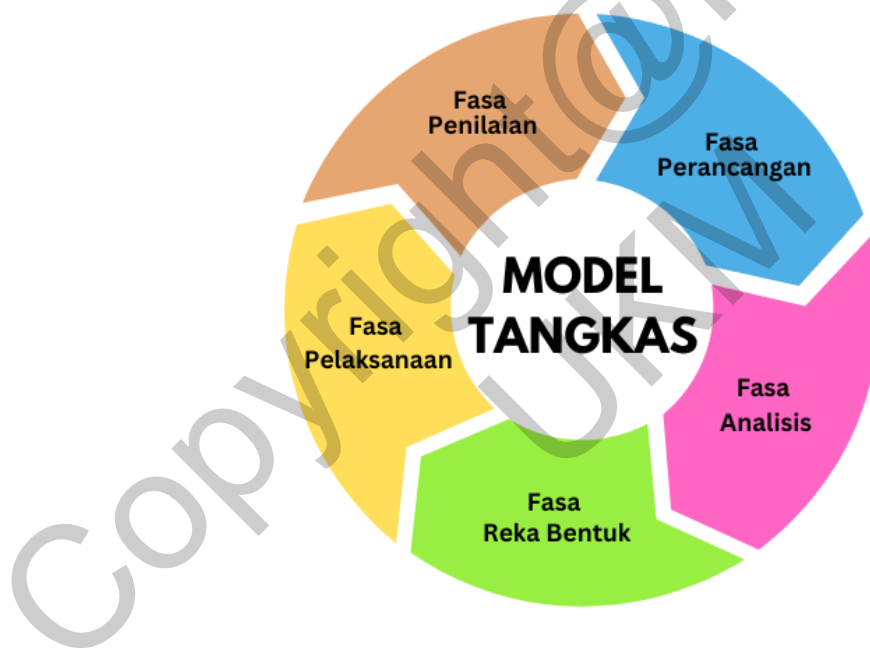 MODEL
TANGKAS
Fasa
Perancangan
Fasa
Analisis
Fasa
Reka Bentuk
Fasa
Pelaksanaan
Fasa
Penilaian
Copyright@
UKM